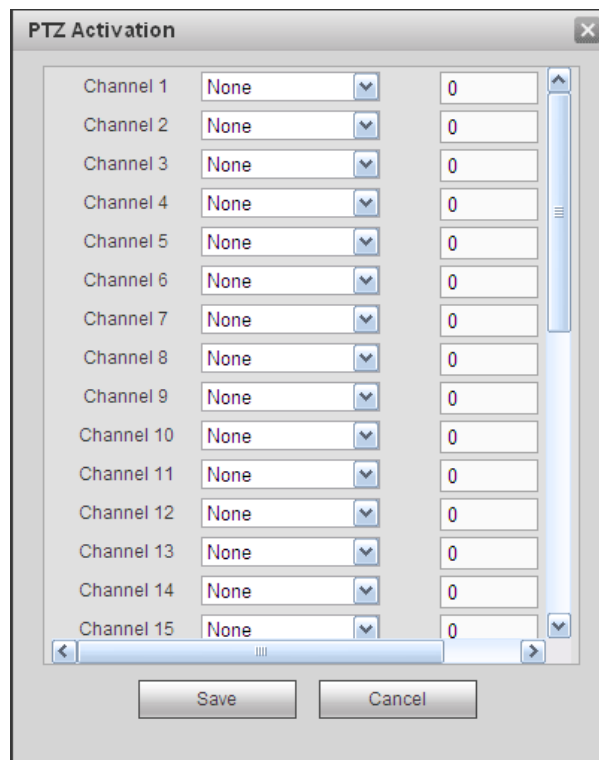 PTZ Activation
Channel 1 None 0
Channel 2 None 0
Channel 3 None 0
Channel 4 None 0
Channel 5 None 0
Channel 6 None 0
Channel 7 None 0
Channel 8 None 0
Channel 9 None 0
Channel 10 None 0
Channel 11 None 0
Channel 12 None 0
Channel 13 None 0
Channel 14 None 0
Channel 15 None 0
Save Cancel